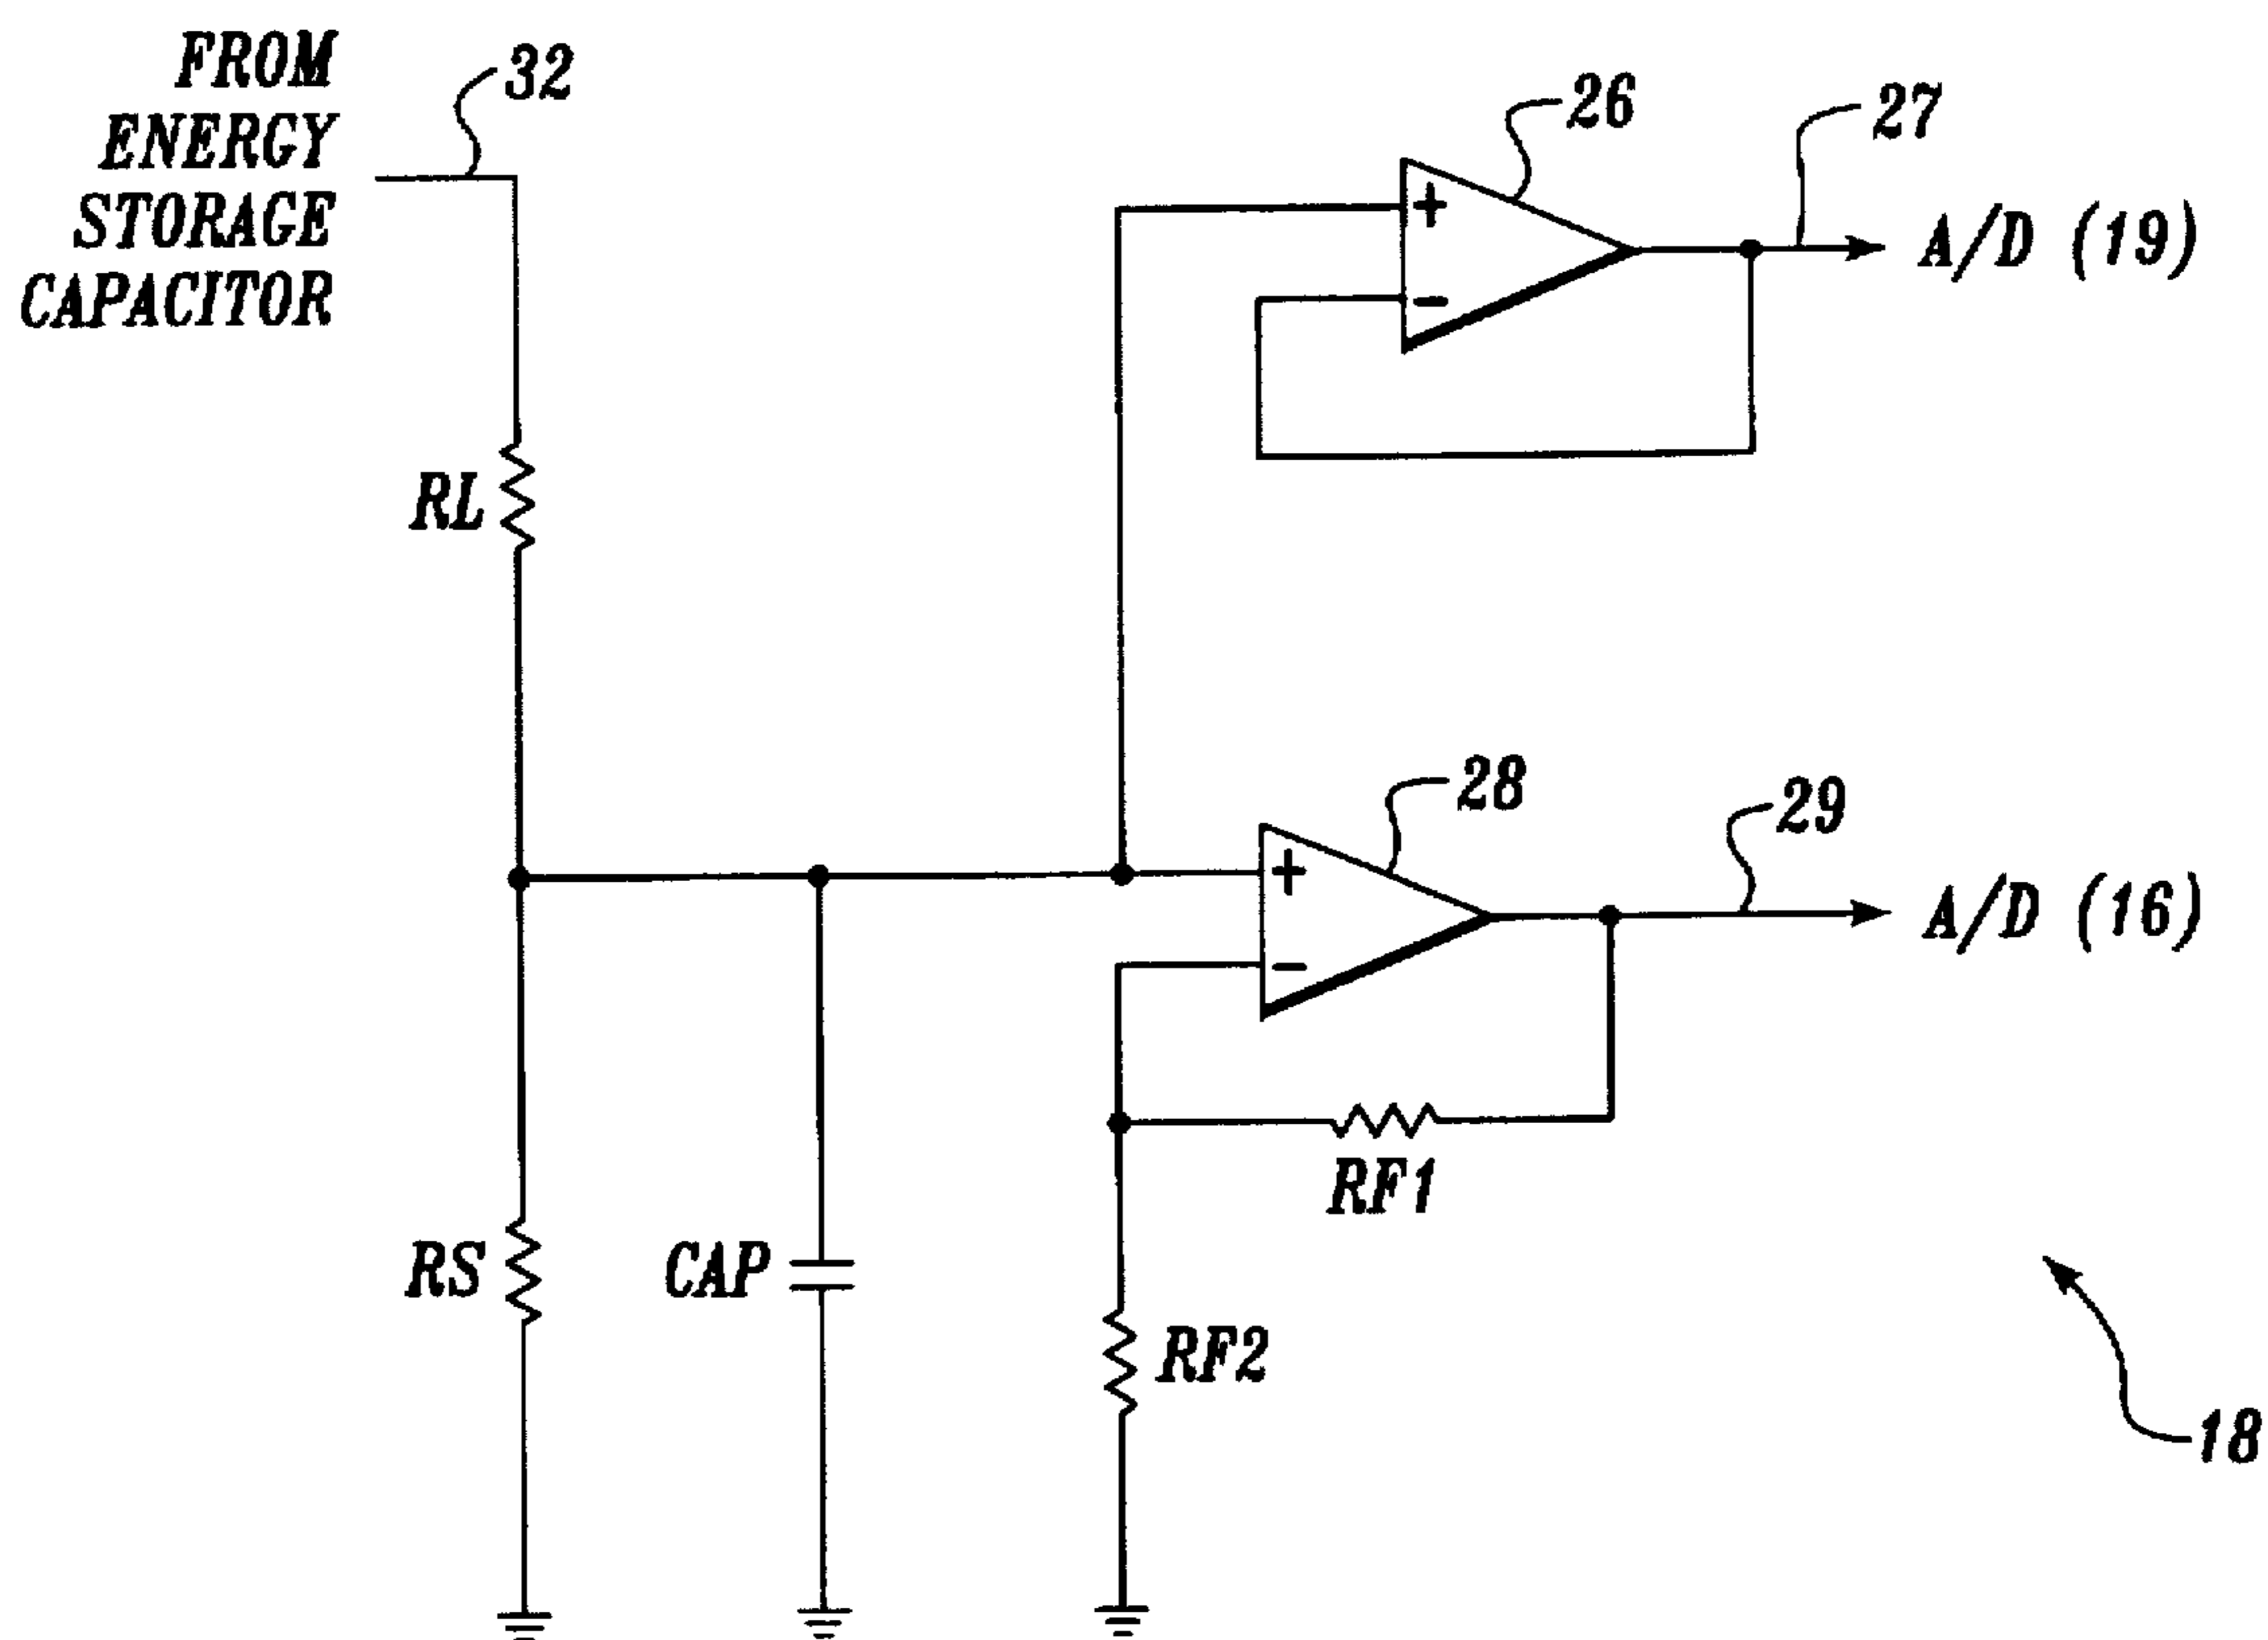 FROM
ENERGY
STORAGE
CAPACITOR
32
26
27
A/D (19)
RL
28
29
A/D (16)
RF1
RS
CAP
RF2
18